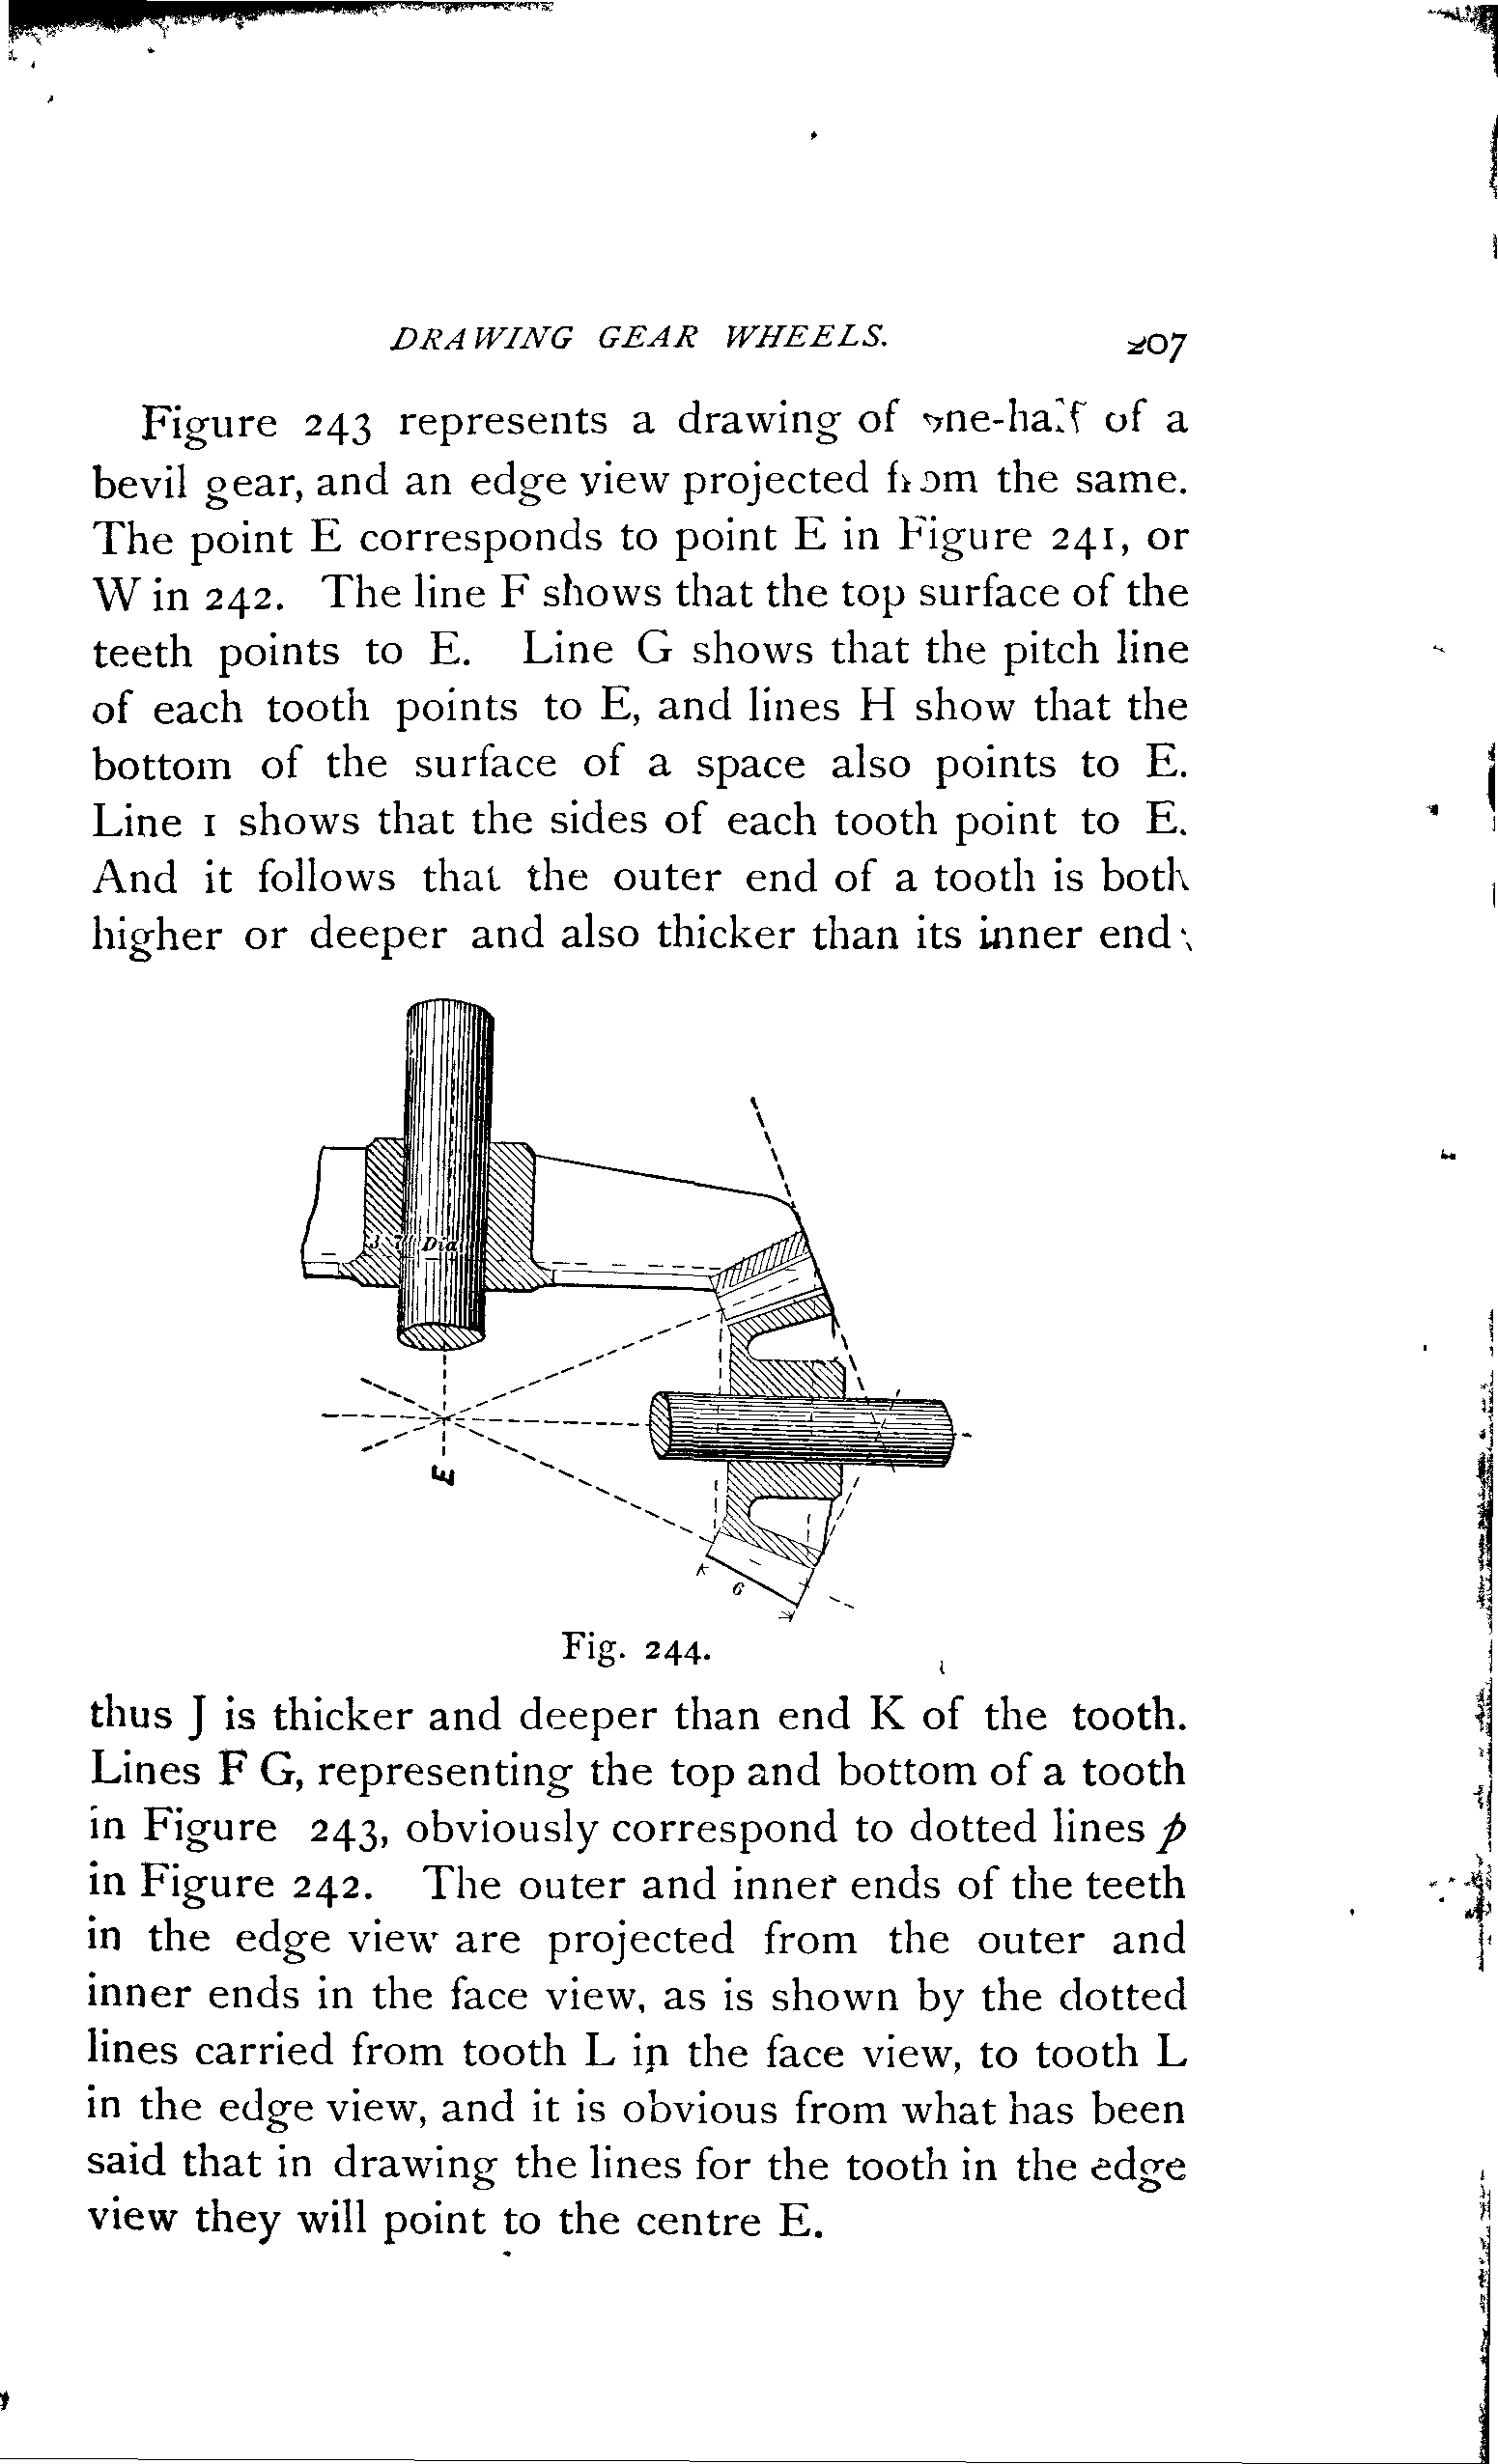 DRAWING GEAR WHEELS. 207
Figure 243 represents a drawing of one-half of a
bevil gear, and an edge view projected from the same.
The point E corresponds to point E in Figure 241, or
W in 242. The line F shows that the top surface of the
teeth points to E. Line G shows that the pitch line
of each tooth points to E, and lines H show that the
bottom of the surface of a space also points to E.
Line I shows that the sides of each tooth point to E.
And it follows that the outer end of a tooth is both
higher or deeper and also thicker than its inner end;
Dia
E
6
Fig. 244.
thus J is thicker and deeper than end K of the tooth.
Lines F G, representing the top and bottom of a tooth
in Figure 243, obviously correspond to dotted lines p
in Figure 242. The outer and inner ends of the teeth
in the edge view are projected from the outer and
inner ends in the face view, as is shown by the dotted
lines carried from tooth L in the face view, to tooth L
in the edge view, and it is obvious from what has been
said that in drawing the lines for the tooth in the edge
view they will point to the centre E.